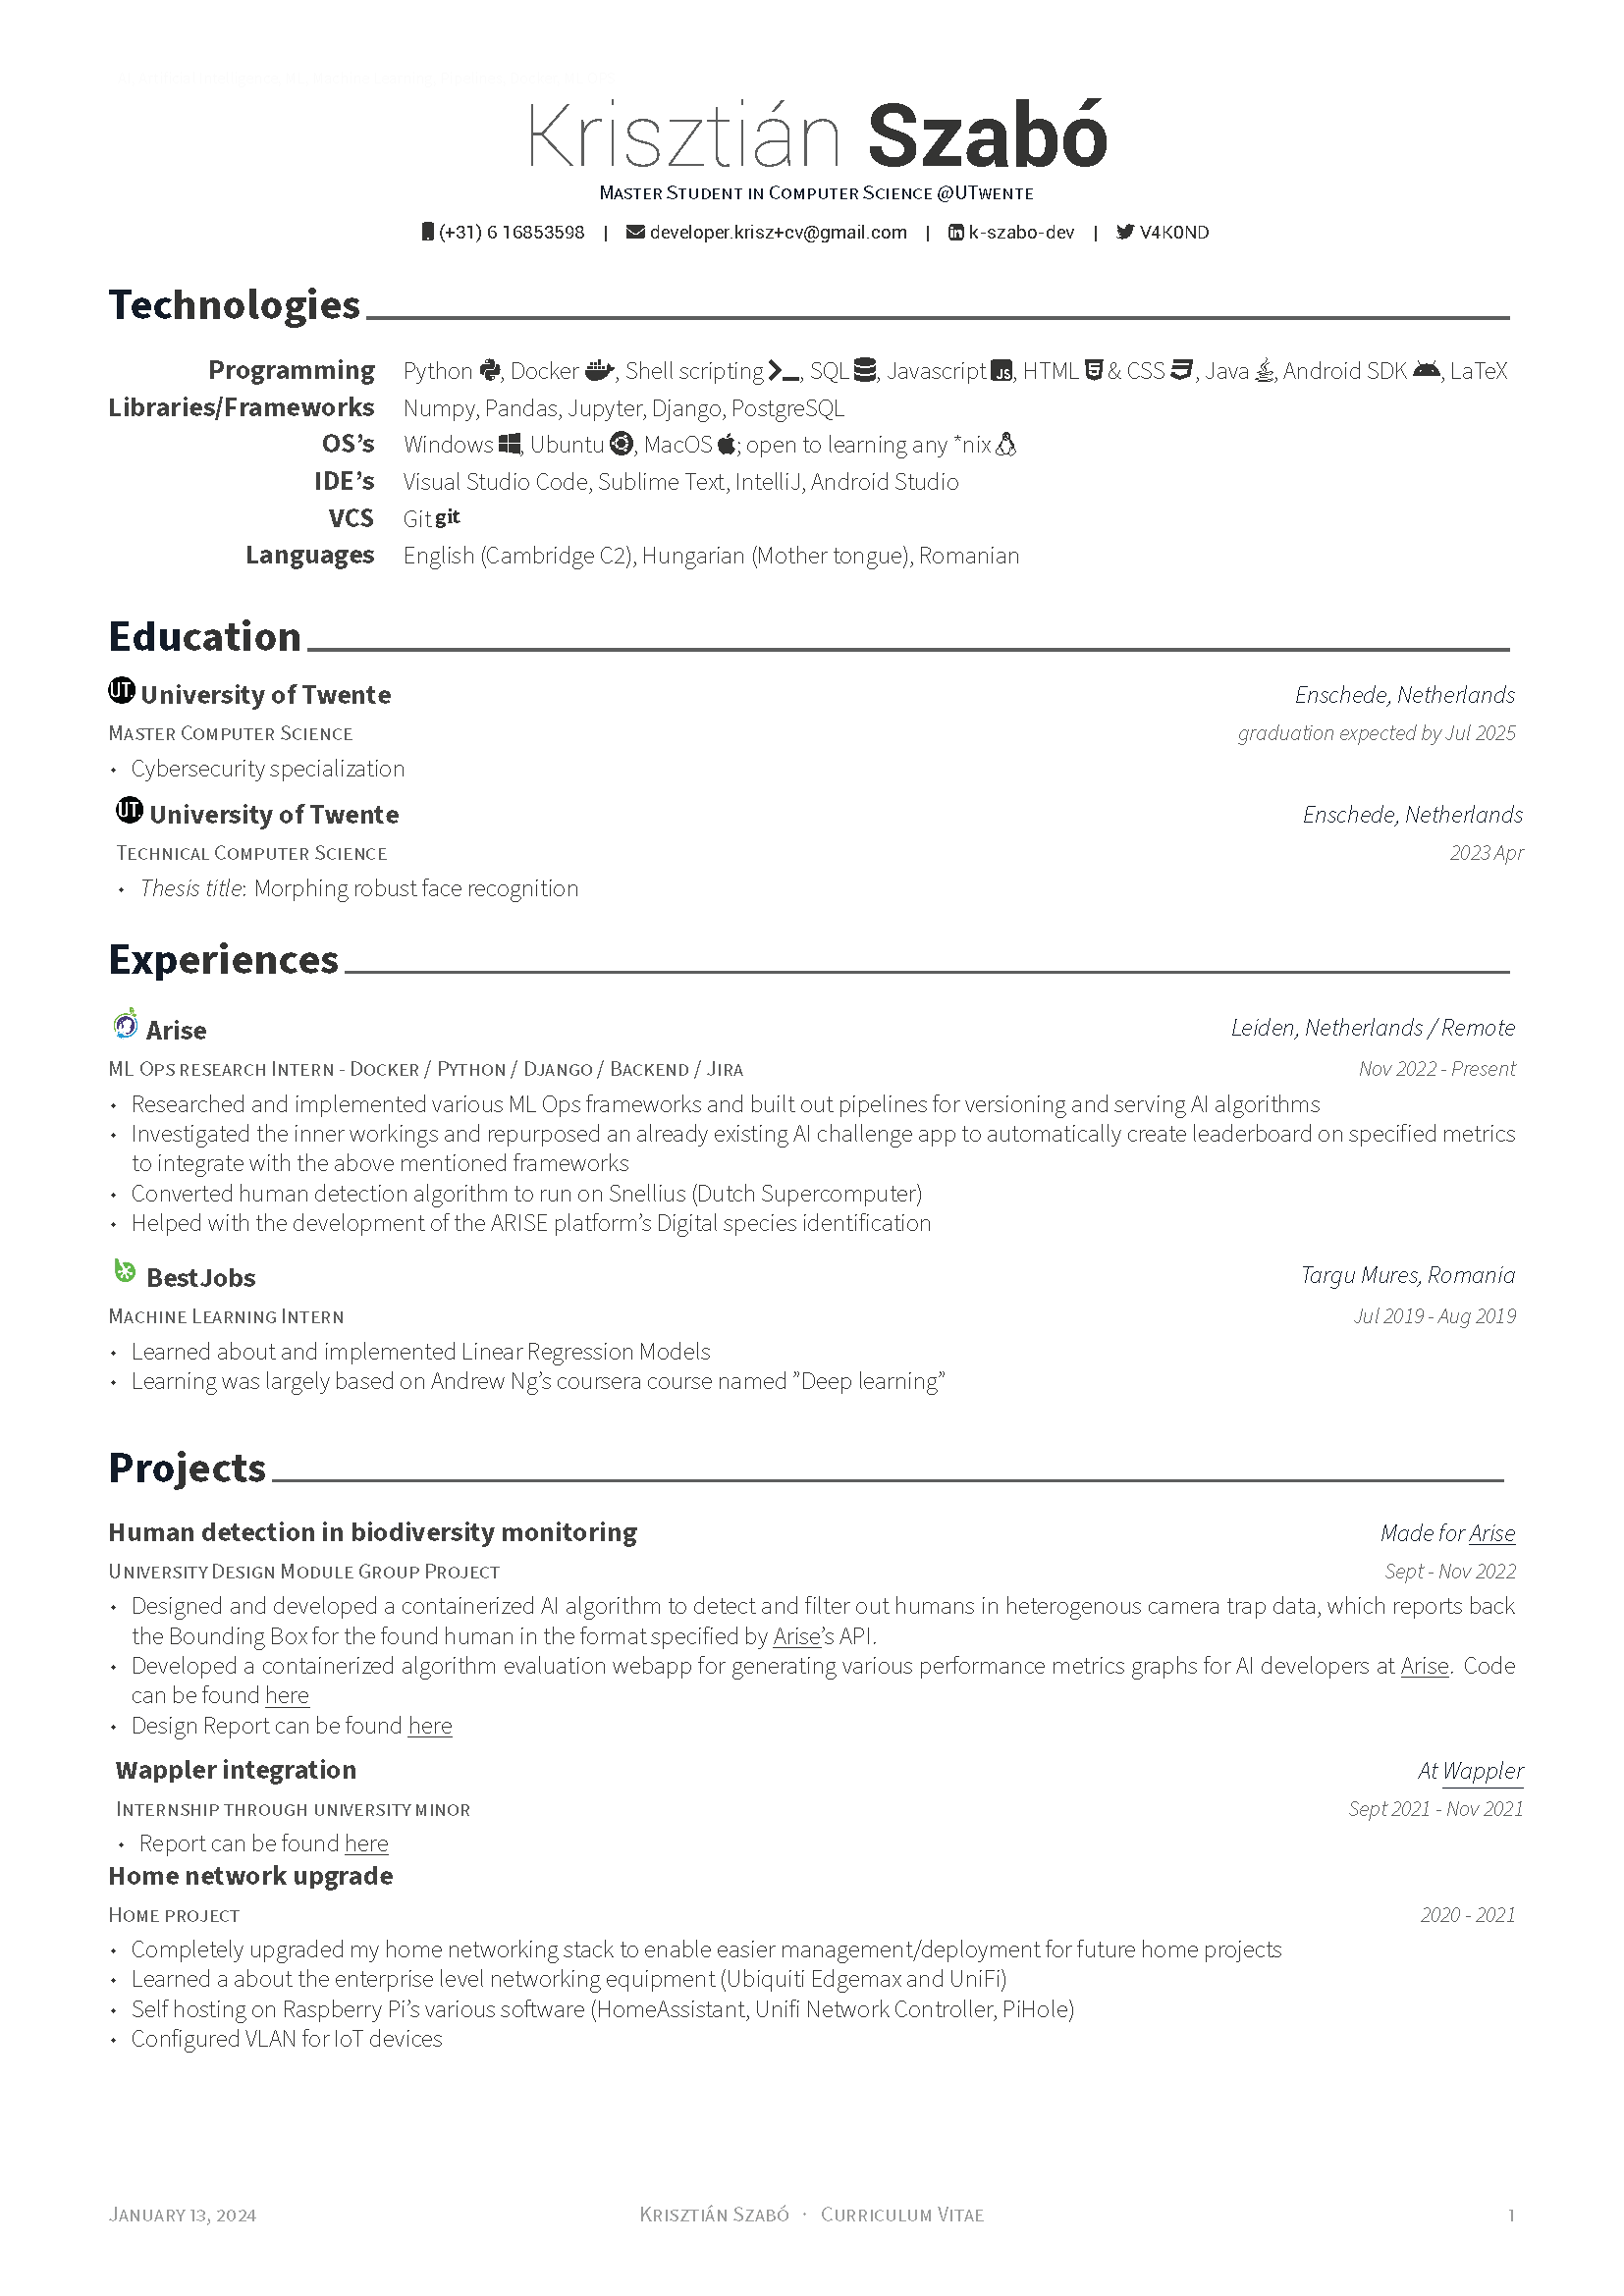 Krisztián Szabó
Master Student in Computer Science @UTwente
(+31) 6 16853598 | developer.krisz+cv@gmail.com | k-szabo-dev | V4K0ND
Technologies
Programming Python, Docker, Shell scripting, SQL, Javascript JS, HTML & CSS, Java, Android SDK, LaTeX
Libraries/Frameworks Numpy, Pandas, Jupyter, Django, PostgreSQL
OS's Windows, Ubuntu, MacOS; open to learning any *nix
IDE's Visual Studio Code, Sublime Text, IntelliJ, Android Studio
VCS Git git
Languages English (Cambridge C2), Hungarian (Mother tongue), Romanian
Education
UT. University of Twente Enschede, Netherlands
Master Computer Science graduation expected by Jul 2025
• Cybersecurity specialization
UT. University of Twente Enschede, Netherlands
Technical Computer Science 2023 Apr
• Thesis title: Morphing robust face recognition
Experiences
Arise Leiden, Netherlands / Remote
ML Ops research Intern - Docker / Python / Django / Backend / Jira Nov 2022 - Present
• Researched and implemented various ML Ops frameworks and built out pipelines for versioning and serving AI algorithms
• Investigated the inner workings and repurposed an already existing AI challenge app to automatically create leaderboard on specified metrics
to integrate with the above mentioned frameworks
• Converted human detection algorithm to run on Snellius (Dutch Supercomputer)
• Helped with the development of the ARISE platform's Digital species identification
BestJobs Targu Mures, Romania
Machine Learning Intern Jul 2019 - Aug 2019
• Learned about and implemented Linear Regression Models
• Learning was largely based on Andrew Ng's coursera course named ”Deep learning”
Projects
Human detection in biodiversity monitoring Made for Arise
University Design Module Group Project Sept - Nov 2022
• Designed and developed a containerized AI algorithm to detect and filter out humans in heterogenous camera trap data, which reports back
the Bounding Box for the found human in the format specified by Arise's API.
• Developed a containerized algorithm evaluation webapp for generating various performance metrics graphs for AI developers at Arise. Code
can be found here
• Design Report can be found here
Wappler integration At Wappler
Internship through university minor Sept 2021 - Nov 2021
• Report can be found here
Home network upgrade
Home project 2020 - 2021
• Completely upgraded my home networking stack to enable easier management/deployment for future home projects
• Learned a about the enterprise level networking equipment (Ubiquiti Edgemax and UniFi)
• Self hosting on Raspberry Pi's various software (HomeAssistant, Unifi Network Controller, PiHole)
• Configured VLAN for IoT devices
January 13, 2024 Krisztián Szabó · Curriculum Vitae 1